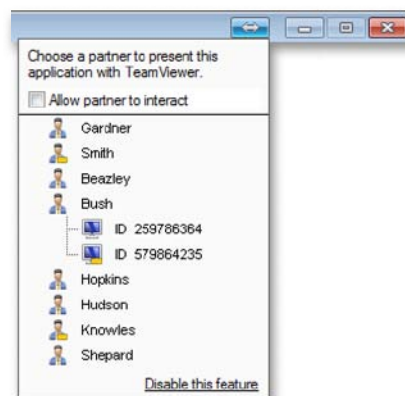 Choose a partner to present this
application with TeamViewer.
Allow partner to interact
Gardner
Smith
Beazley
Bush
ID 259786364
ID 579864235
Hopkins
Hudson
Knowles
Shepard
Disable this feature